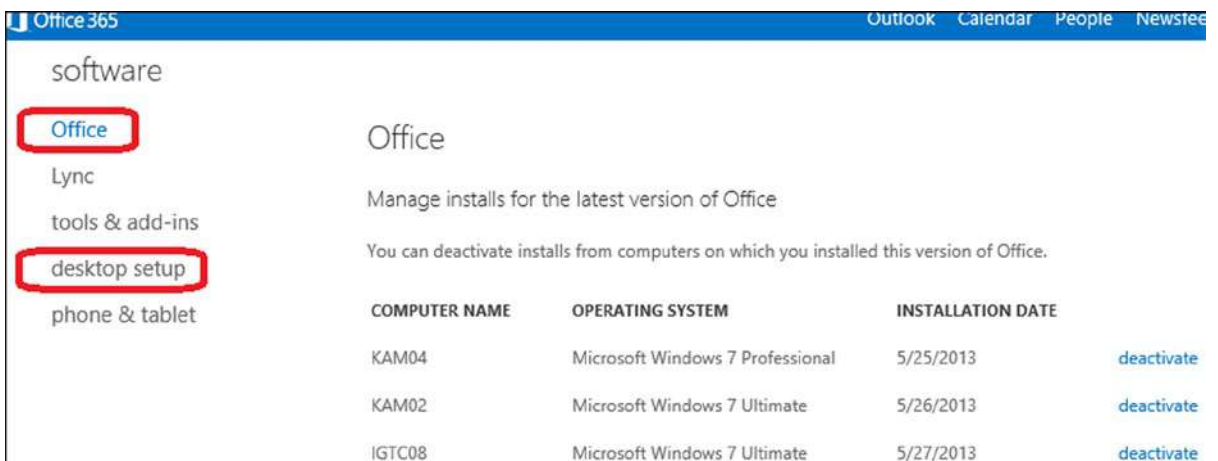 Office 365 Outlook Calendar People Newsfee
software
Office
Lync
tools & add-ins
desktop setup
phone & tablet
Office
Manage installs for the latest version of Office
You can deactivate installs from computers on which you installed this version of Office.
COMPUTER NAME OPERATING SYSTEM INSTALLATION DATE
KAM04 Microsoft Windows 7 Professional 5/25/2013 deactivate
KAM02 Microsoft Windows 7 Ultimate 5/26/2013 deactivate
IGTC08 Microsoft Windows 7 Ultimate 5/27/2013 deactivate